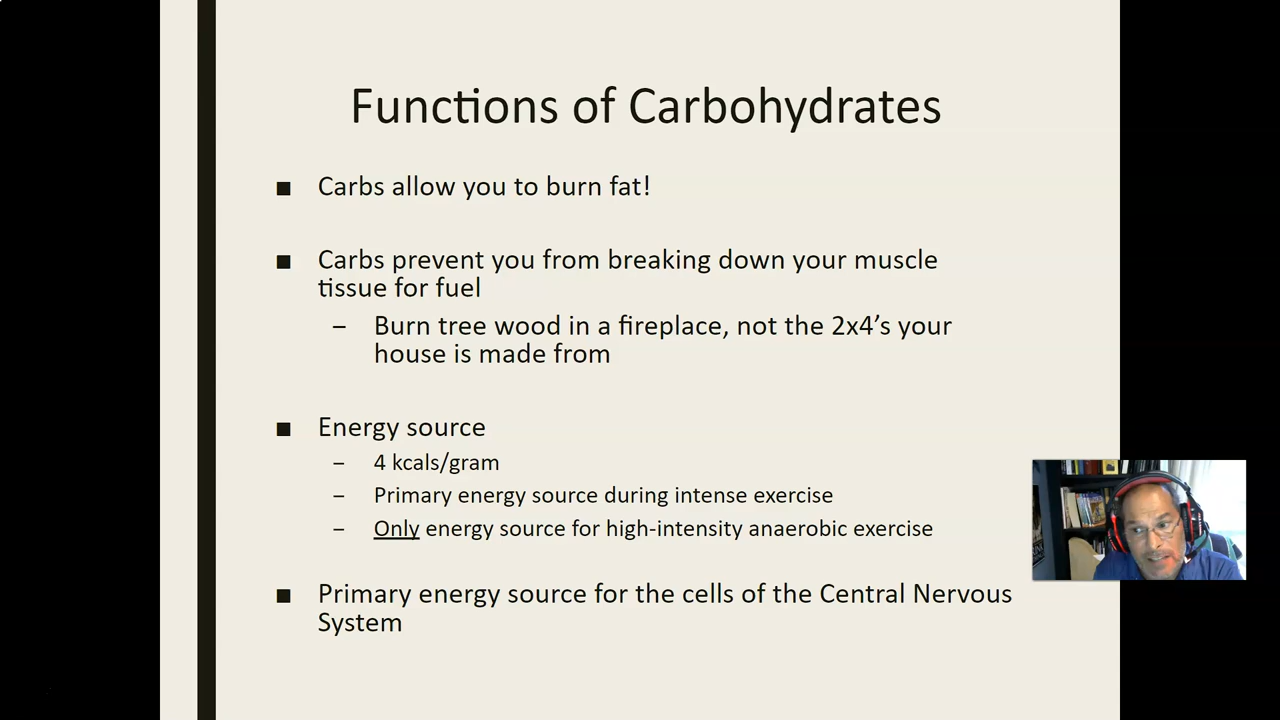 Functions of Carbohydrates
■ Carbs allow you to burn fat!
■ Carbs prevent you from breaking down your muscle
tissue for fuel
– Burn tree wood in a fireplace, not the 2x4’s your
house is made from
■ Energy source
– 4 kcals/gram
– Primary energy source during intense exercise
– Only energy source for high-intensity anaerobic exercise
■ Primary energy source for the cells of the Central Nervous
System